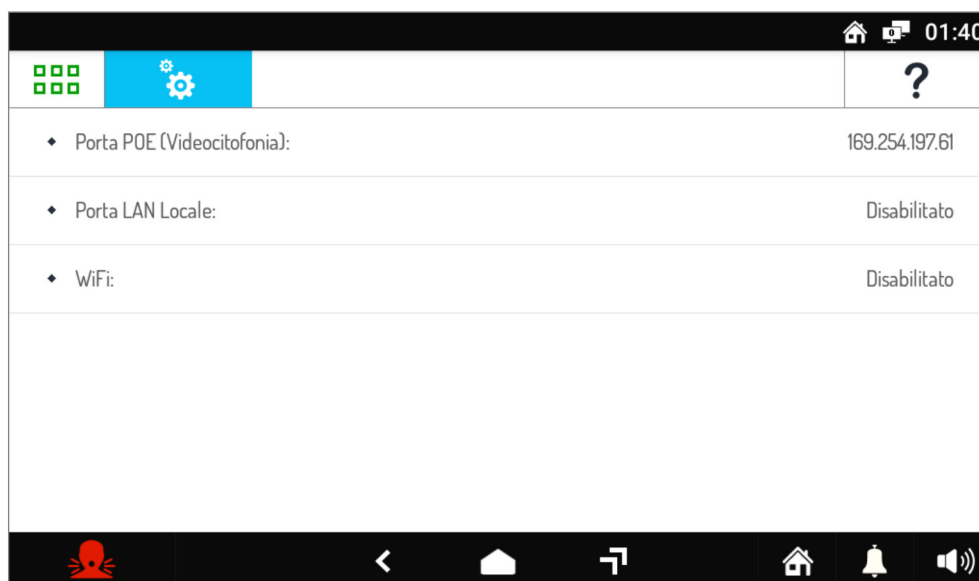 01:40
?
Porta POE (Videocitofonia): 169.254.197.61
Porta LAN Locale: Disabilitato
WiFi: Disabilitato